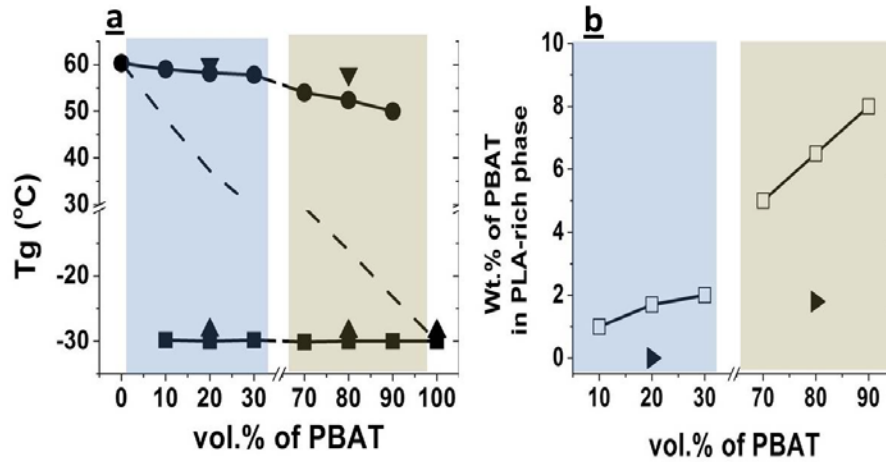 a
60
50
40
30
-20
-30
Tg (°C)
0 10 20 30 70 80 90 100
vol.% of PBAT
b
10
8
6
4
2
0
Wt.% of PBAT
in PLA-rich phase
10 20 30 70 80 90
vol.% of PBAT